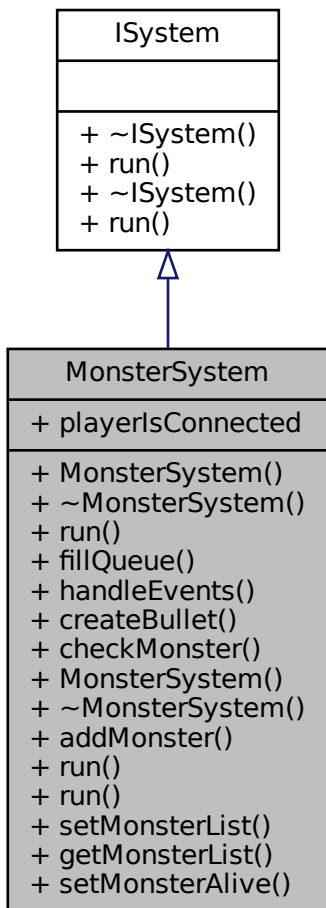 ISystem
+ ~ISystem()
+ run()
+ ~ISystem()
+ run()
MonsterSystem
+ playerIsConnected
+ MonsterSystem()
+ ~MonsterSystem()
+ run()
+ fillQueue()
+ handleEvents()
+ createBullet()
+ checkMonster()
+ MonsterSystem()
+ ~MonsterSystem()
+ addMonster()
+ run()
+ run()
+ setMonsterList()
+ getMonsterList()
+ setMonsterAlive()